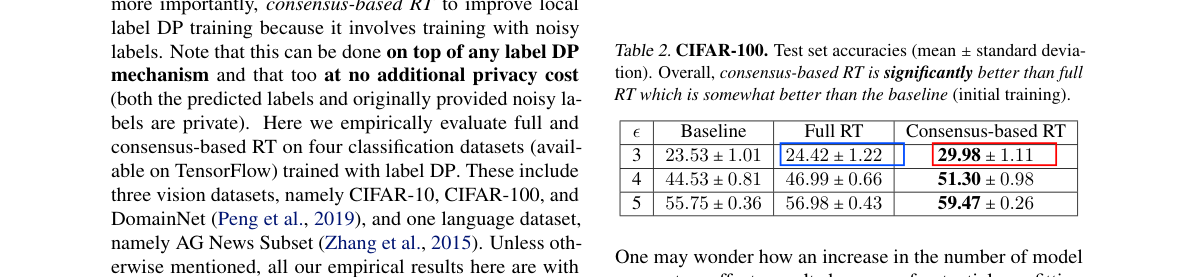 more importantly, consensus-based RT to improve local
label DP training because it involves training with noisy
labels. Note that this can be done on top of any label DP
mechanism and that too at no additional privacy cost
(both the predicted labels and originally provided noisy la-
bels are private). Here we empirically evaluate full and
consensus-based RT on four classification datasets (avail-
able on TensorFlow) trained with label DP. These include
three vision datasets, namely CIFAR-10, CIFAR-100, and
DomainNet (Peng et al., 2019), and one language dataset,
namely AG News Subset (Zhang et al., 2015). Unless oth-
erwise mentioned, all our empirical results here are with
Table 2. CIFAR-100. Test set accuracies (mean ± standard devia-
tion). Overall, consensus-based RT is significantly better than full
RT which is somewhat better than the baseline (initial training).
ϵ Baseline Full RT Consensus-based RT
3 23.53 ± 1.01 24.42 ± 1.22 29.98 ± 1.11
4 44.53 ± 0.81 46.99 ± 0.66 51.30 ± 0.98
5 55.75 ± 0.36 56.98 ± 0.43 59.47 ± 0.26
One may wonder how an increase in the number of model